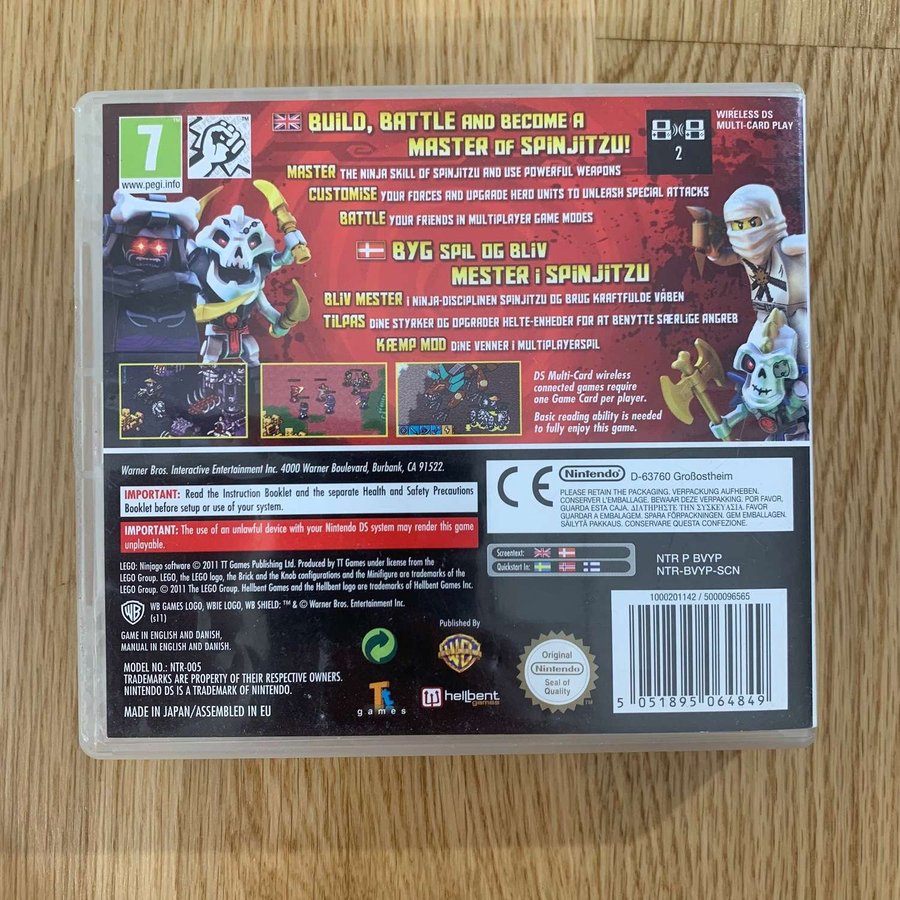 7
www.pegi.info
BUILD, BATTLE AND BECOME A
MASTER OF SPINJITZU!
WIRELESS DS
MULTI-CARD PLAY
2
MASTER THE NINJA SKILL OF SPINJITZU AND USE POWERFUL WEAPONS
CUSTOMISE YOUR FORCES AND UPGRADE HERO UNITS TO UNLEASH SPECIAL ATTACKS
BATTLE YOUR FRIENDS IN MULTIPLAYER GAME MODES
BYG SPIL OG BLIV
MESTER I SPINJITZU
BLIV MESTER I NINJA-DISCIPLINEN SPINJITZU OG BRUG KRAFTFULDE VÅBEN
TILPAS DINE STYRKER OG OPGRADER HELTE-ENHEDER FOR AT BENYTTE SÆRLIGE ANGREB
KÆMP MOD DINE VENNER I MULTIPLAYERSPIL
DS Multi-Card wireless
connected games require
one Game Card per player.
Basic reading ability is needed
to fully enjoy this game.
Warner Bros. Interactive Entertainment Inc. 4000 Warner Boulevard, Burbank, CA 91522.
IMPORTANT: Read the Instruction Booklet and the separate Health and Safety Precautions
Booklet before setup or use of your system.
IMPORTANT: The use of an unlawful device with your Nintendo DS system may render this game
unplayable.
LEGO: Ninjago software © 2011 TT Games Publishing Ltd. Produced by TT Games under license from the
LEGO Group. LEGO, the LEGO logo, the Brick and the Knob configurations and the Minifigure are trademarks of the
LEGO Group. © 2011 The LEGO Group. Hellbent Games and the Hellbent logo are trademarks of Hellbent Games Inc.
WB GAMES LOGO, WBIE LOGO, WB SHIELD: ™ & © Warner Bros. Entertainment Inc.
(s11)
GAME IN ENGLISH AND DANISH,
MANUAL IN ENGLISH AND DANISH.
MODEL NO.: NTR-005
TRADEMARKS ARE PROPERTY OF THEIR RESPECTIVE OWNERS.
NINTENDO DS IS A TRADEMARK OF NINTENDO.
MADE IN JAPAN/ASSEMBLED IN EU
Published By
WB GAMES
Tt
games
hellbent
games
CE
Nintendo D-63760 Großostheim
PLEASE RETAIN THE PACKAGING. VERPACKUNG AUFHEBEN.
CONSERVER L'EMBALLAGE. BEWAAR DEZE VERPAKKING. POR FAVOR,
GUARDA ESTA CAJA. ΔΙΑΤΗΡΗΣΤΕ ΤΗΝ ΣΥΣΚΕΥΑΣΙΑ. FAVOR
GUARDAR A EMBALAGEM. SPARA FÖRPACKNINGEN. GEM EMBALLAGEN.
SÄILYTÄ PAKKAUS. CONSERVARE QUESTA CONFEZIONE.
Screentext:
Quickstart In:
NTR P BVYP
NTR-BVYP-SCN
Original
Nintendo
Seal of
Quality
TM
1000201142 / 5000096565
5 051895 064849